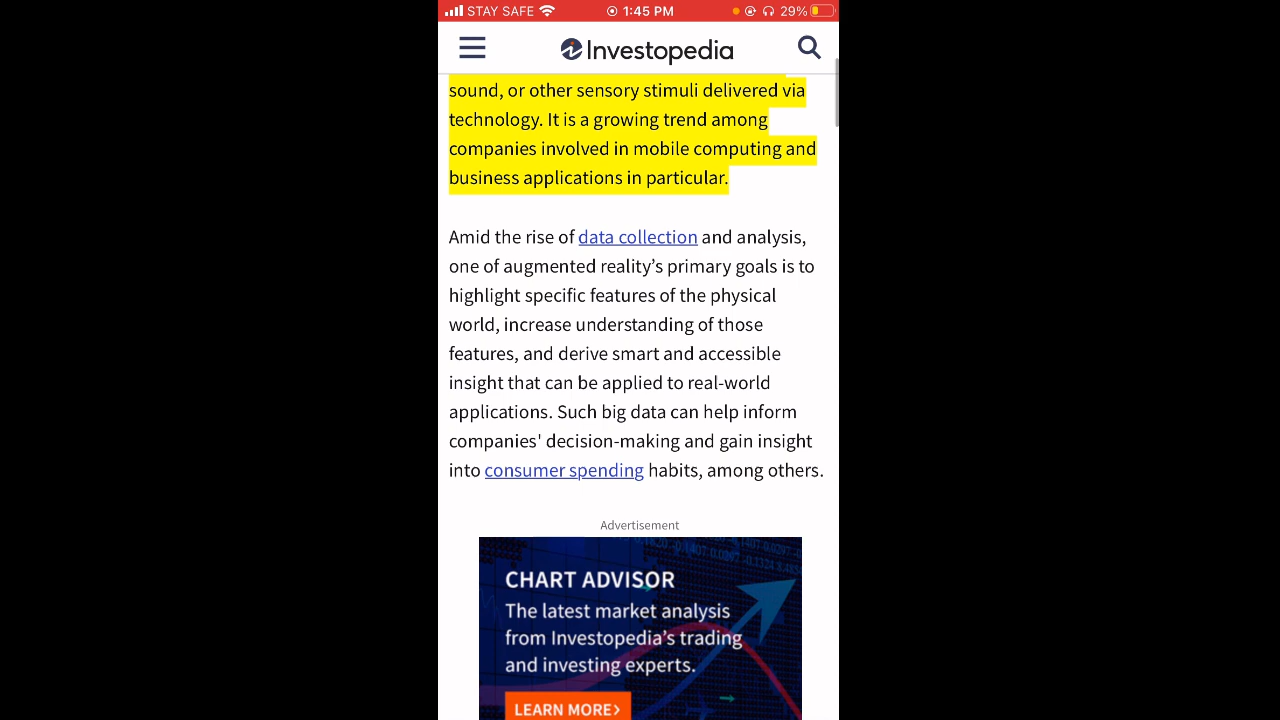 STAY SAFE 1:45 PM 29%
Investopedia
sound, or other sensory stimuli delivered via
technology. It is a growing trend among
companies involved in mobile computing and
business applications in particular.
Amid the rise of data collection and analysis,
one of augmented reality’s primary goals is to
highlight specific features of the physical
world, increase understanding of those
features, and derive smart and accessible
insight that can be applied to real-world
applications. Such big data can help inform
companies' decision-making and gain insight
into consumer spending habits, among others.
Advertisement
CHART ADVISOR
The latest market analysis
from Investopedia’s trading
and investing experts.
LEARN MORE>